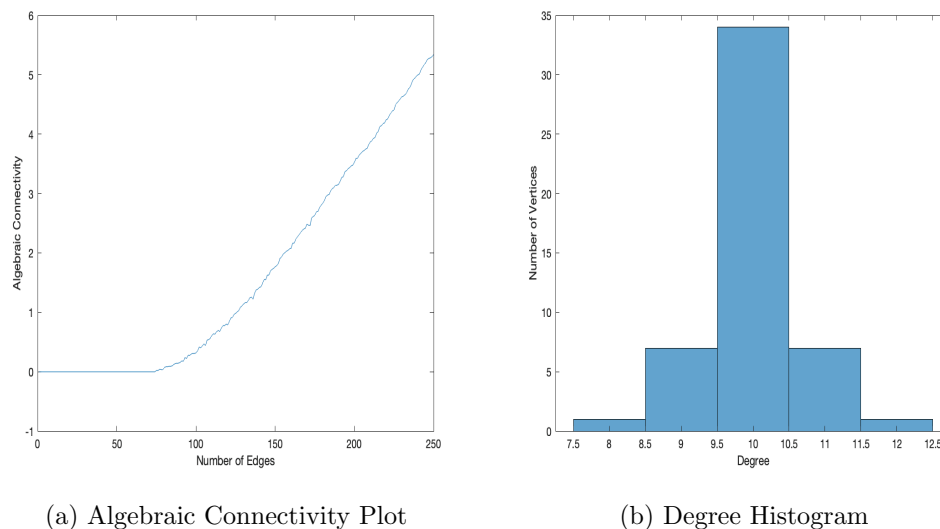 6
5
4
3
2
1
0
-1
Algebraic Connectivity
0 50 100 150 200 250
Number of Edges
35
30
25
20
15
10
5
0
Number of Vertices
7.5 8 8.5 9 9.5 10 10.5 11 11.5 12 12.5
Degree
(a) Algebraic Connectivity Plot
(b) Degree Histogram